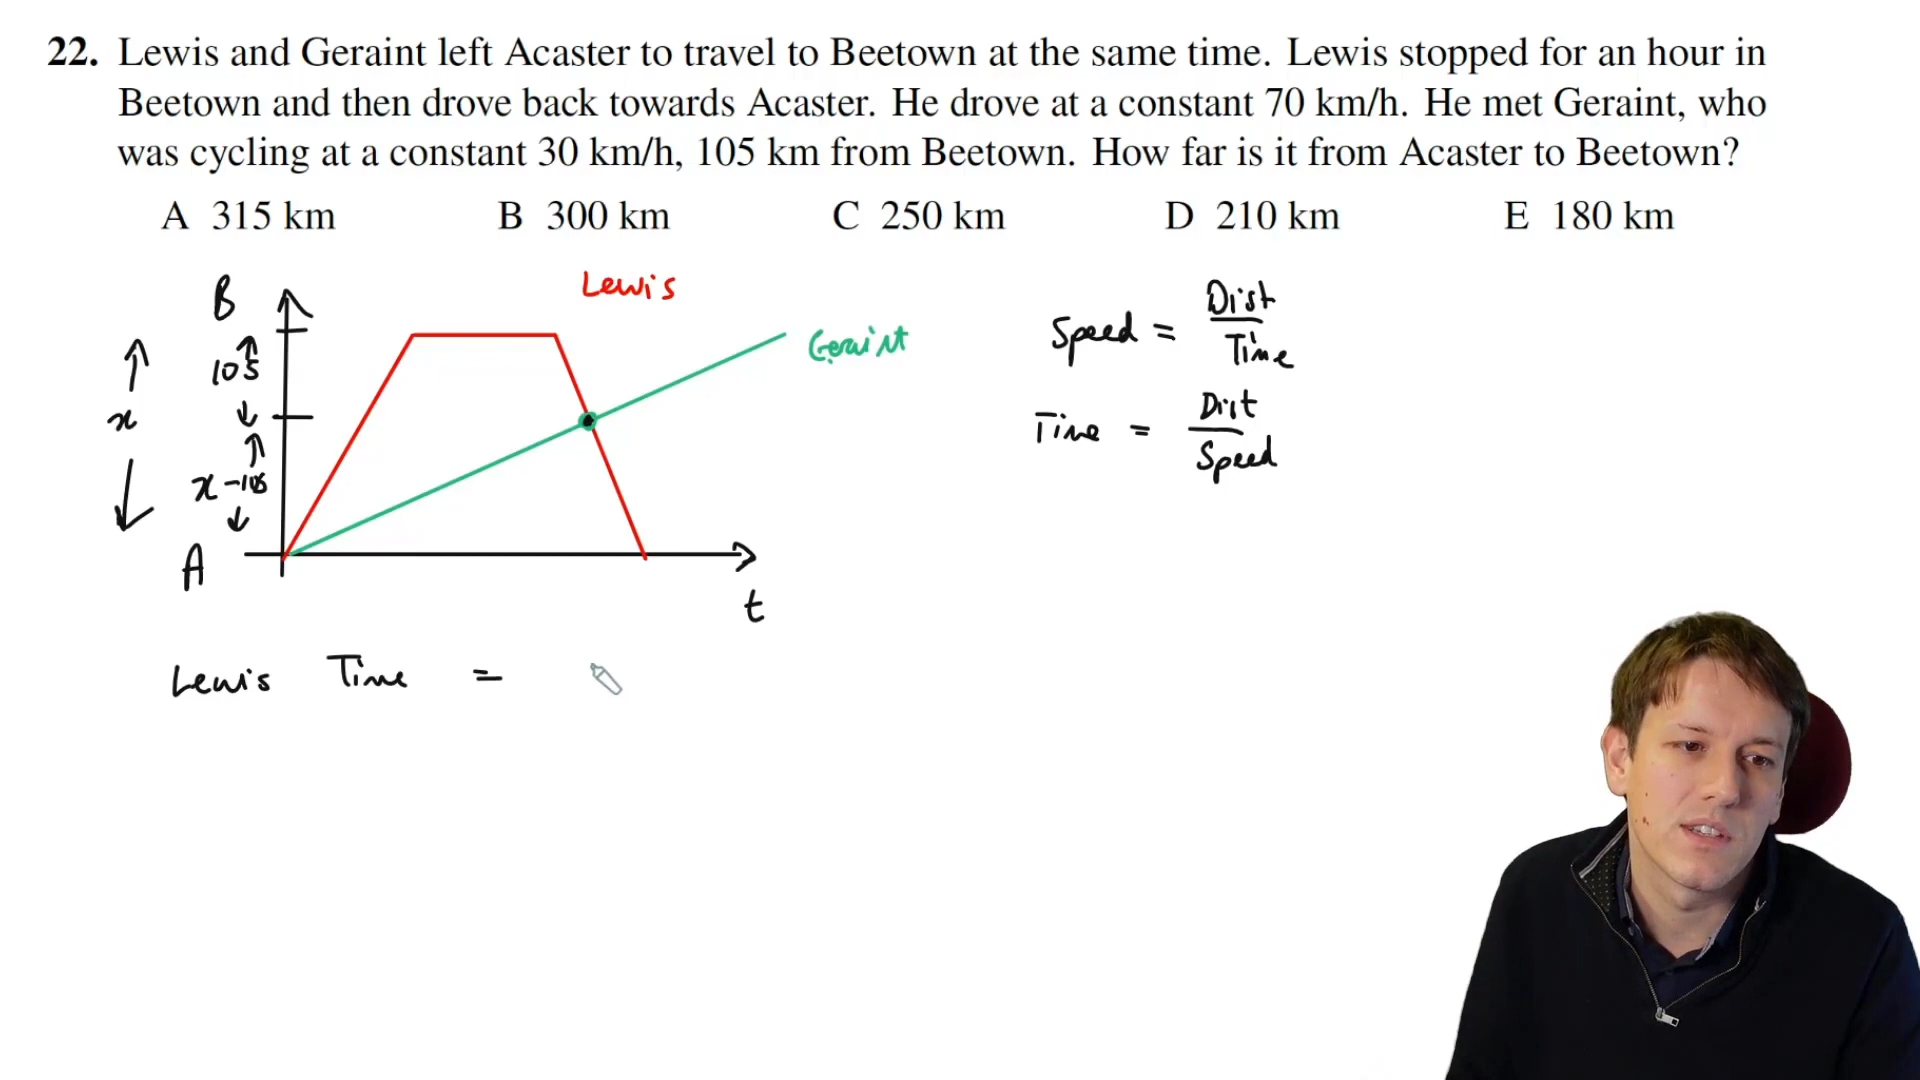 22. Lewis and Geraint left Acaster to travel to Beetown at the same time. Lewis stopped for an hour in
Beetown and then drove back towards Acaster. He drove at a constant 70 km/h. He met Geraint, who
was cycling at a constant 30 km/h, 105 km from Beetown. How far is it from Acaster to Beetown?
A 315 km B 300 km C 250 km D 210 km E 180 km
B
Lewis
Geraint
105
x
x-105
A
t
Speed = Dist
Time
Time = Dist
Speed
Lewis Time =